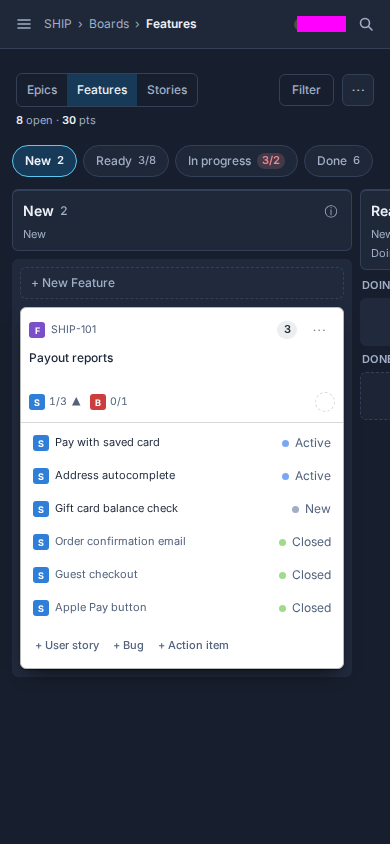 SHIP › Boards › Features
Epics Features Stories Filter ...
8 open · 30 pts
New 2 Ready 3/8 In progress 3/2 Done 6
New 2
New
+ New Feature
F SHIP-101 3 ...
Payout reports
S 1/3 B 0/1
S Pay with saved card Active
S Address autocomplete Active
S Gift card balance check New
S Order confirmation email Closed
S Guest checkout Closed
S Apple Pay button Closed
+ User story + Bug + Action item